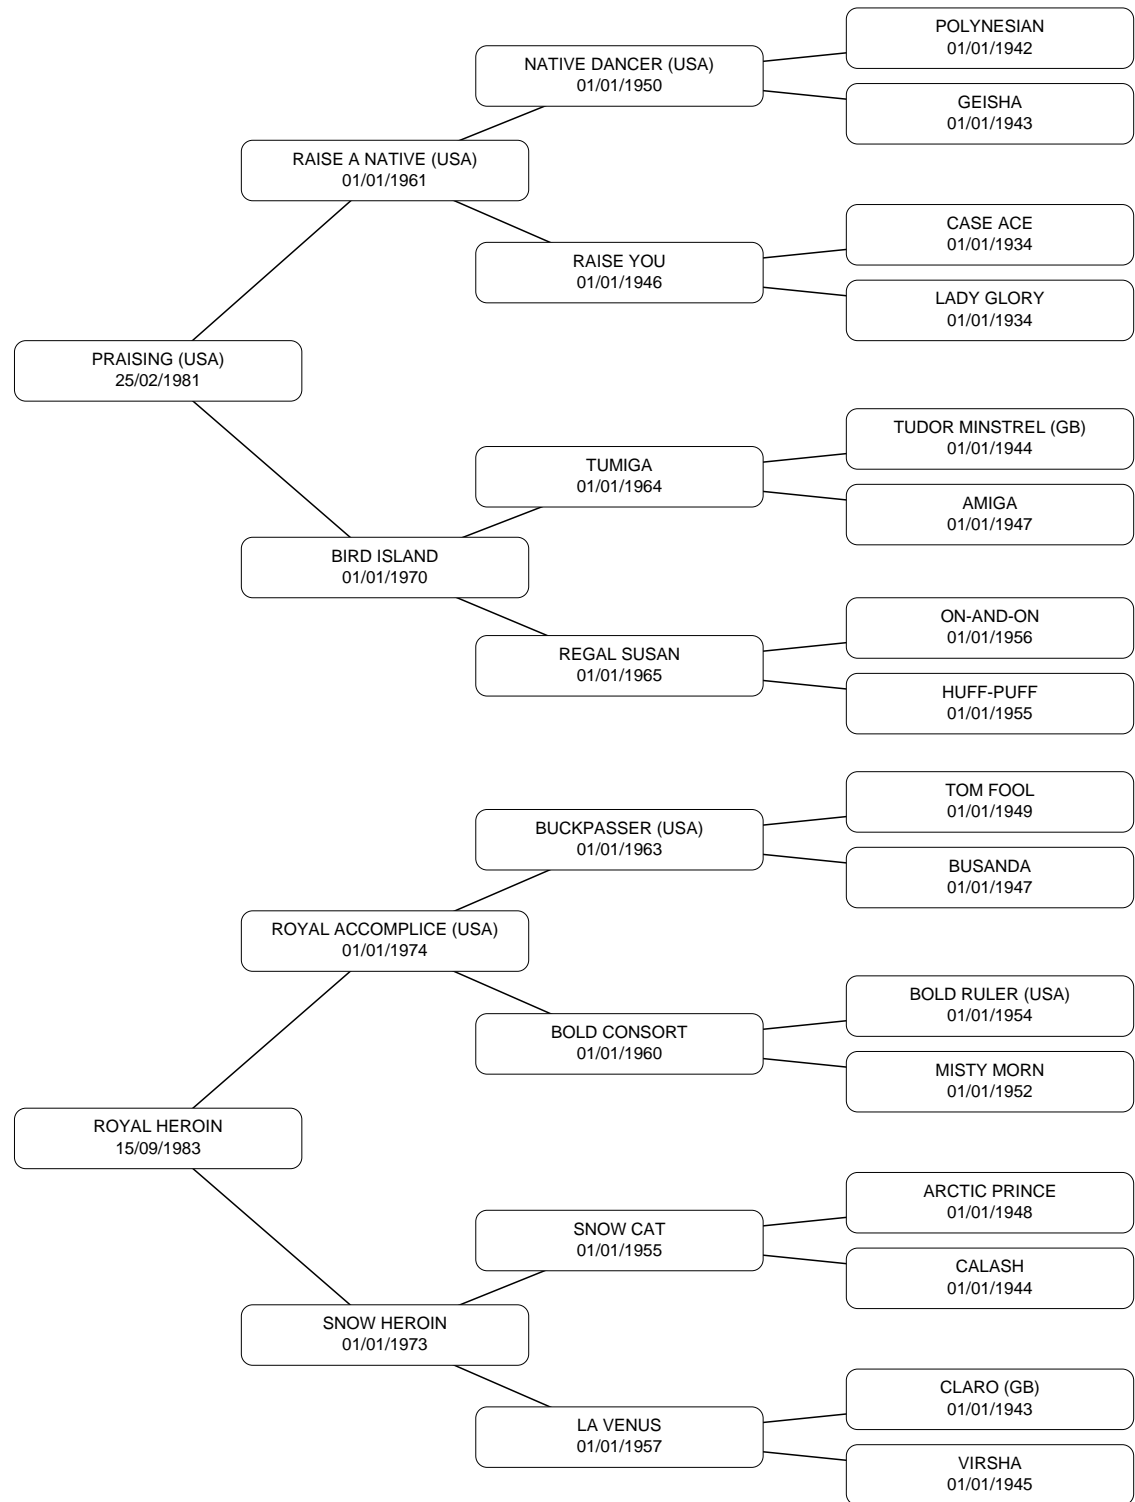 POLYNESIAN
01/01/1942
NATIVE DANCER (USA)
01/01/1950
GEISHA
01/01/1943
RAISE A NATIVE (USA)
01/01/1961
CASE ACE
01/01/1934
RAISE YOU
01/01/1946
LADY GLORY
01/01/1934
PRAISING (USA)
25/02/1981
TUDOR MINSTREL (GB)
01/01/1944
TUMIGA
01/01/1964
AMIGA
01/01/1947
BIRD ISLAND
01/01/1970
ON-AND-ON
01/01/1956
REGAL SUSAN
01/01/1965
HUFF-PUFF
01/01/1955
TOM FOOL
01/01/1949
BUCKPASSER (USA)
01/01/1963
BUSANDA
01/01/1947
ROYAL ACCOMPLICE (USA)
01/01/1974
BOLD RULER (USA)
01/01/1954
BOLD CONSORT
01/01/1960
MISTY MORN
01/01/1952
ROYAL HEROIN
15/09/1983
ARCTIC PRINCE
01/01/1948
SNOW CAT
01/01/1955
CALASH
01/01/1944
SNOW HEROIN
01/01/1973
CLARO (GB)
01/01/1943
LA VENUS
01/01/1957
VIRSHA
01/01/1945